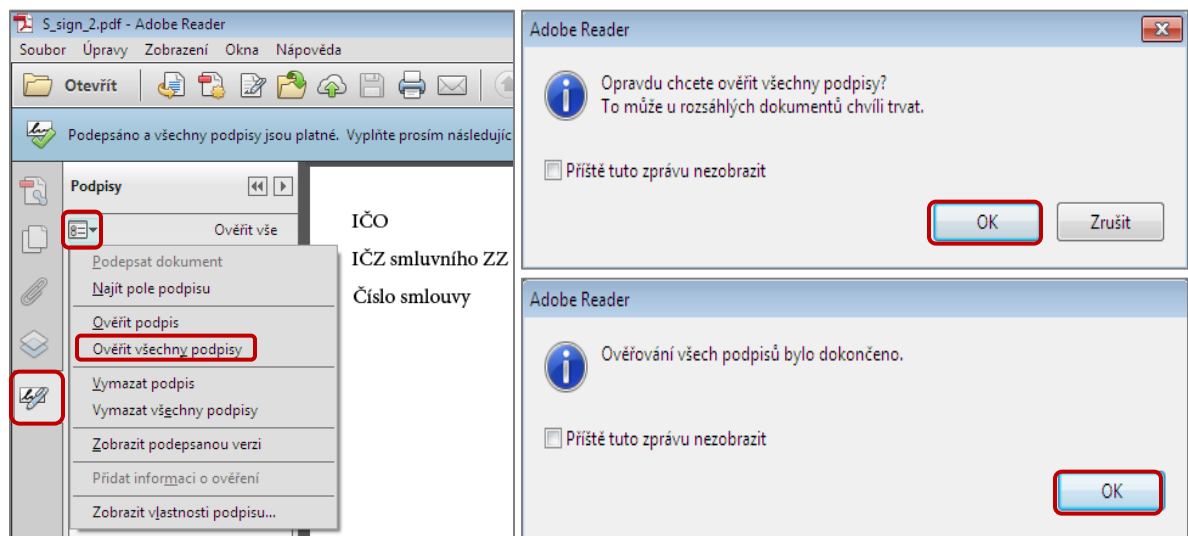 S_sign_2.pdf - Adobe Reader
Soubor Úpravy Zobrazení Okna Nápověda
Otevřít
Podepsáno a všechny podpisy jsou platné. Vyplňte prosím následujíc
Podpisy
Ověřit vše
Podepsat dokument
Najít pole podpisu
Ověřit podpis
Ověřit všechny podpisy
Vymazat podpis
Vymazat všechny podpisy
Zobrazit podepsanou verzi
Přidat informaci o ověření
Zobrazit vlastnosti podpisu...
IČO
IČZ smluvního ZZ
Číslo smlouvy
Adobe Reader
Opravdu chcete ověřit všechny podpisy?
To může u rozsáhlých dokumentů chvíli trvat.
Příště tuto zprávu nezobrazit
OK Zrušit
Adobe Reader
Ověřování všech podpisů bylo dokončeno.
Příště tuto zprávu nezobrazit
OK